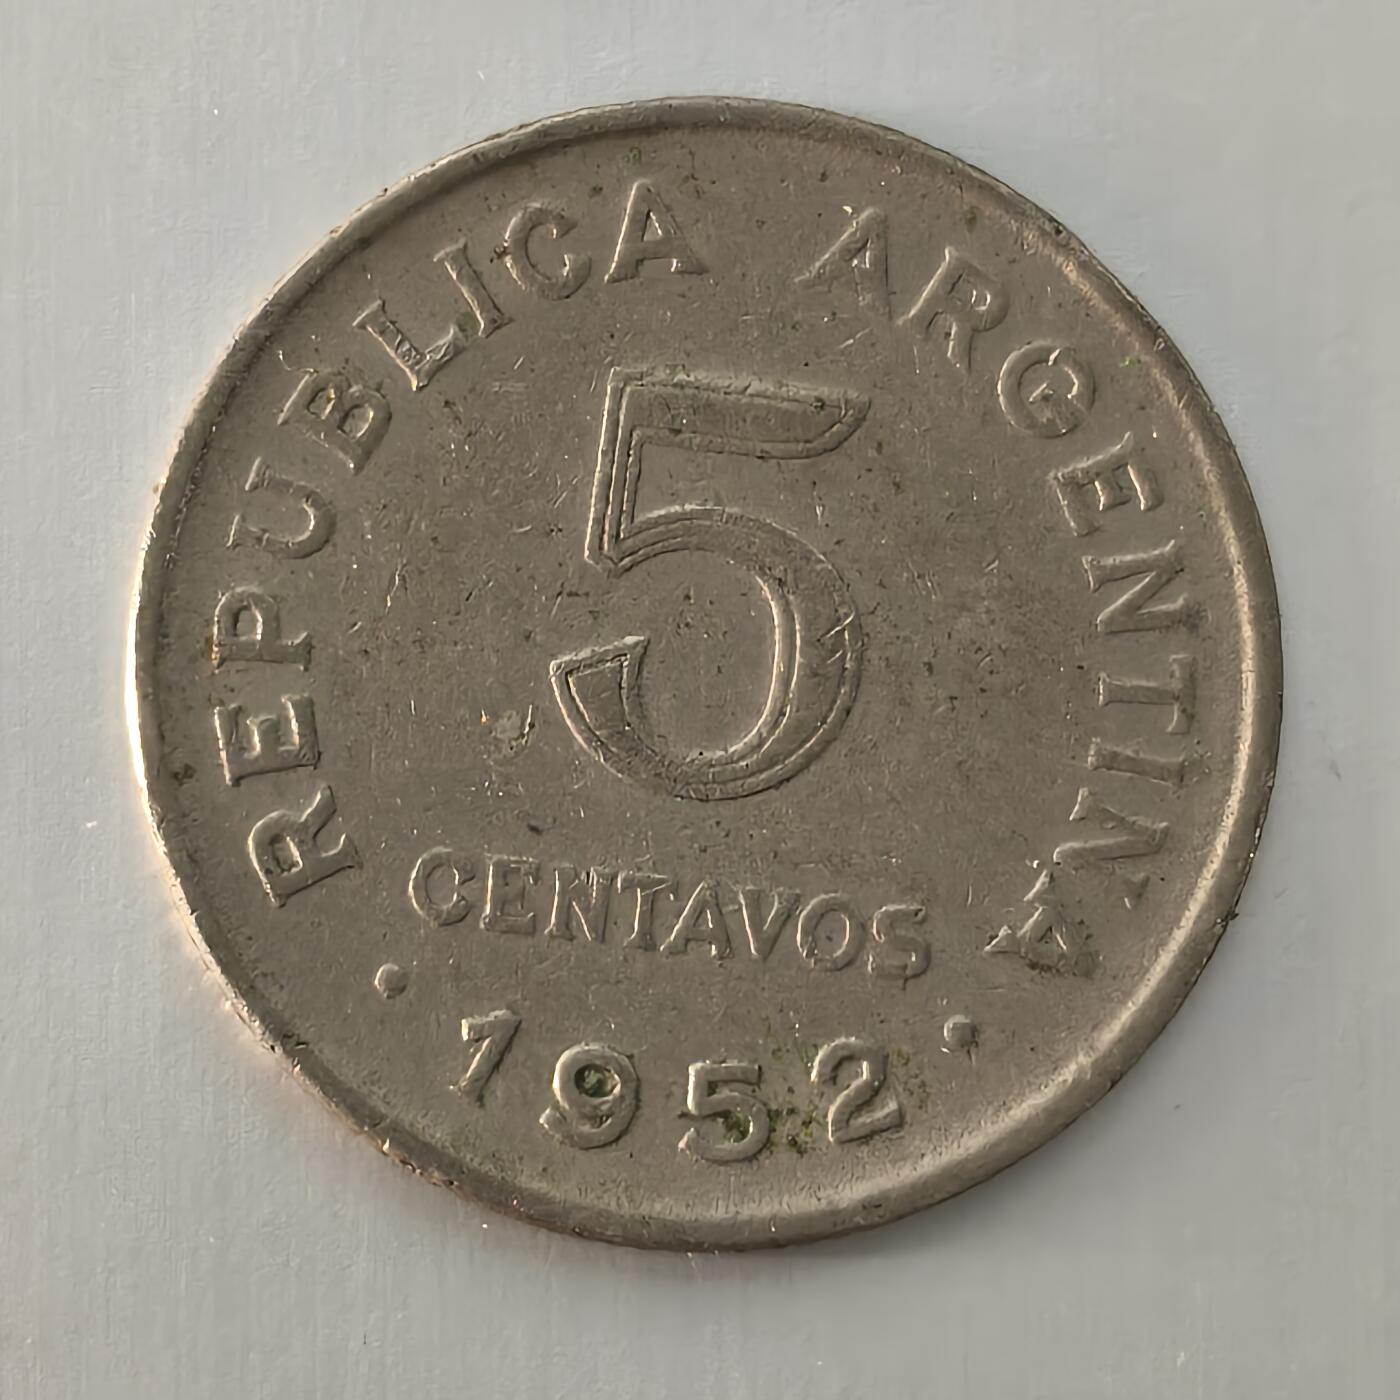 REPUBLICA ARGENTINA
5
CENTAVOS
· 1952 ·